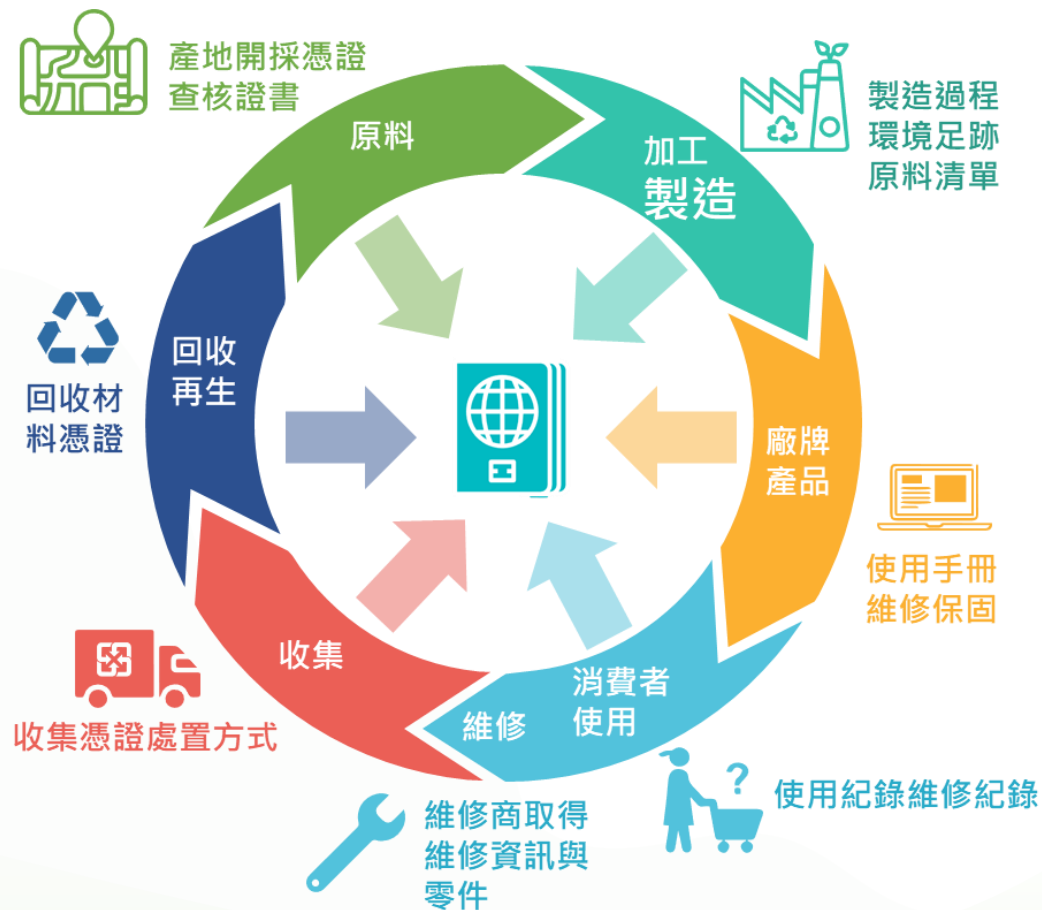 產地開採憑證
查核證書
原料
加工
製造
製造過程
環境足跡
原料清單
廠牌
產品
使用手冊
維修保固
消費者
使用
使用紀錄維修紀錄
?
維修
維修商取得
維修資訊與
零件
收集
收集憑證處置方式
回收
再生
回收材
料憑證